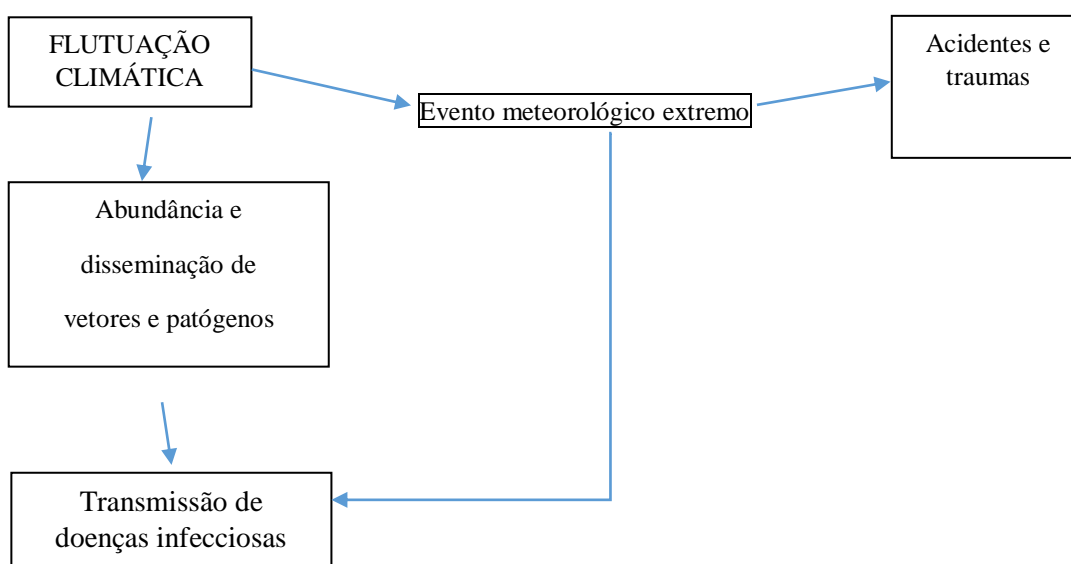 FLUTUAÇÃO
CLIMÁTICA
Evento meteorológico extremo
Acidentes e
traumas
Abundância e
disseminação de
vetores e patógenos
Transmissão de
doenças infecciosas